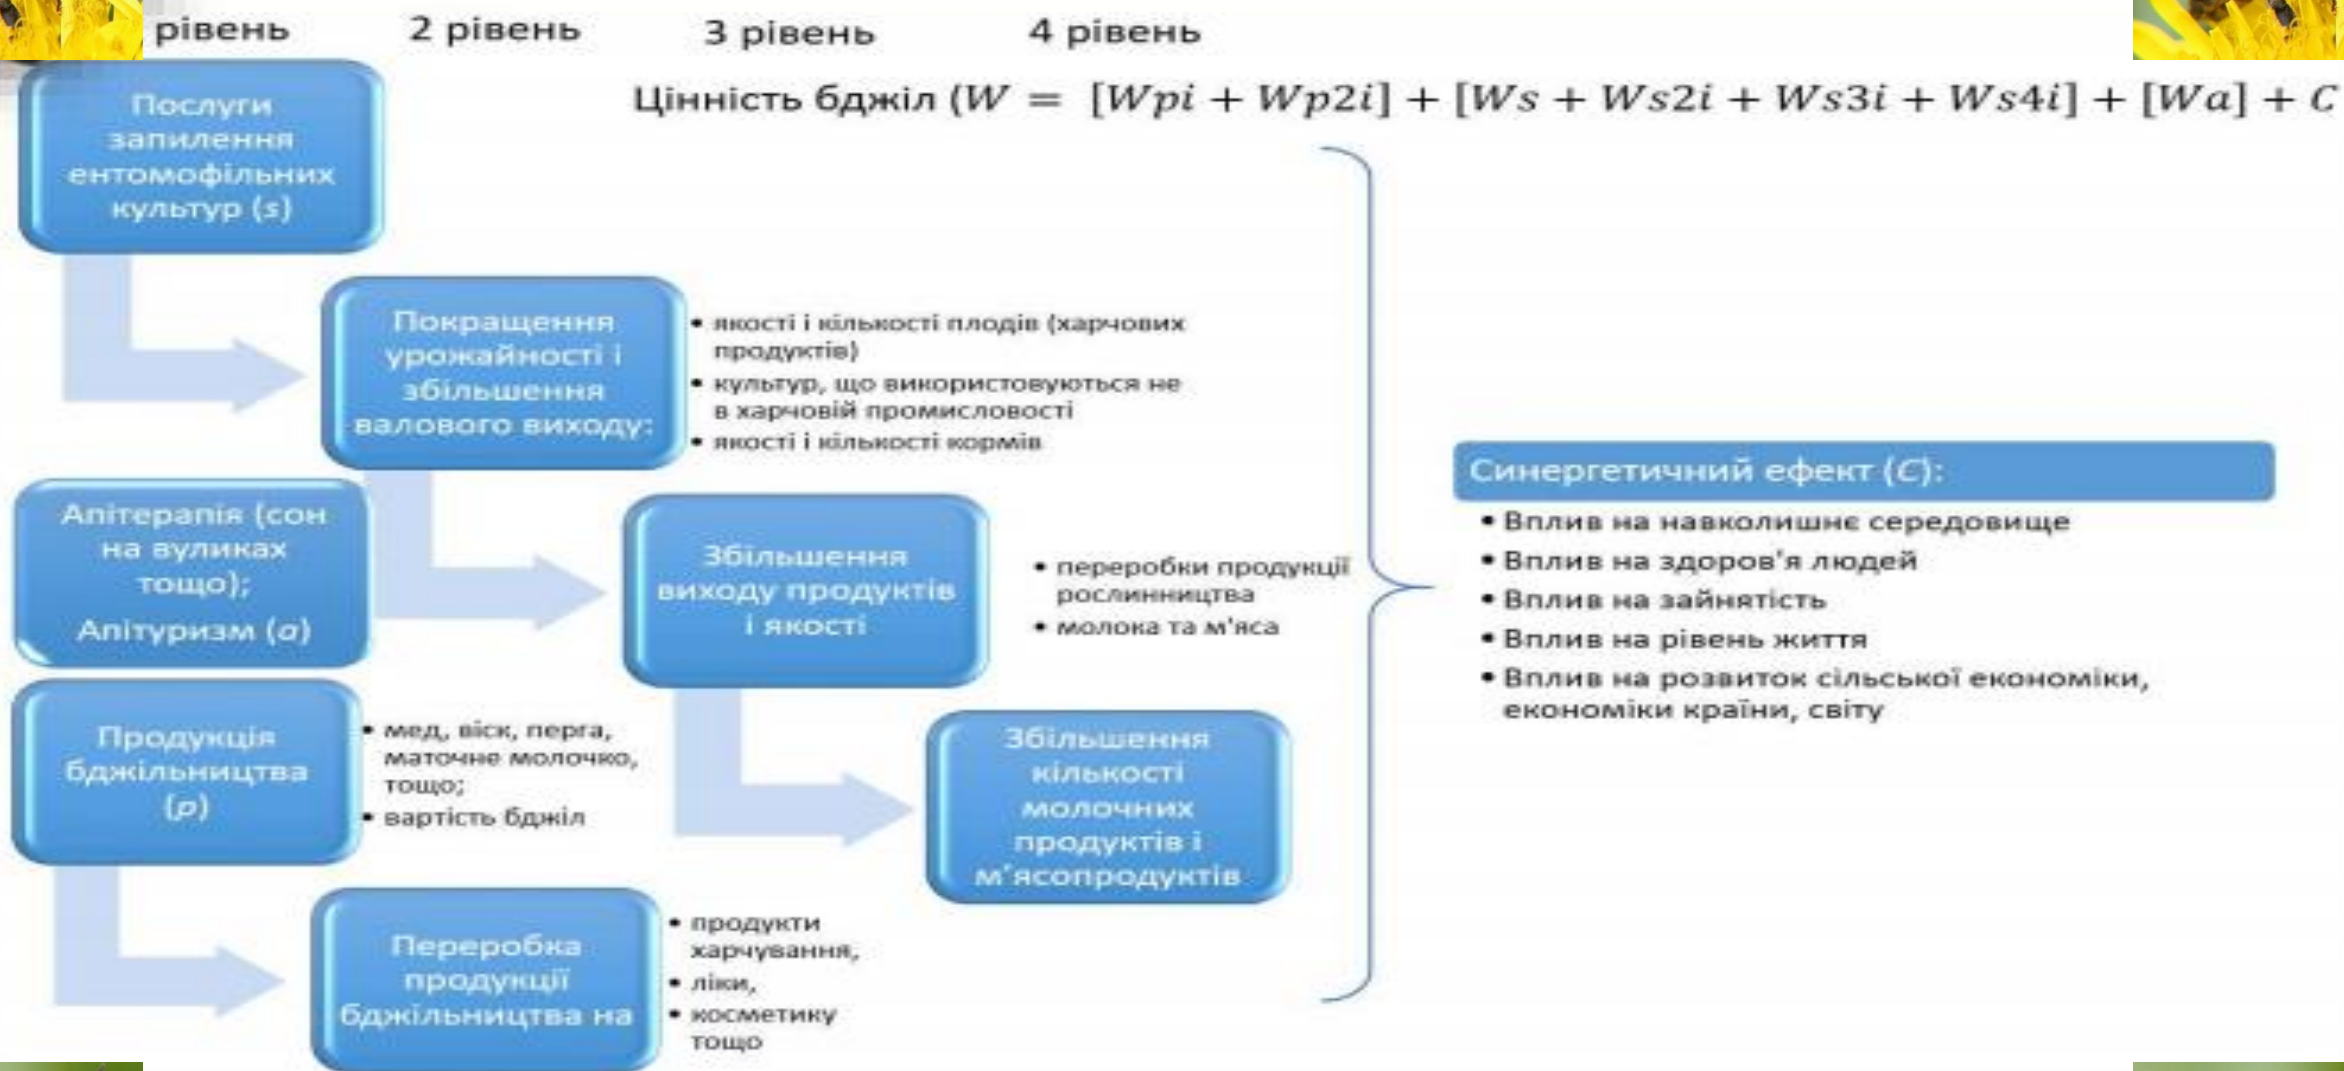 рівень 2 рівень 3 рівень 4 рівень
Цінність бджіл (W = [Wpi + Wp2i] + [Ws + Ws2i + Ws3i + Ws4i] + [Wa] + C
Послуги
запилення
ентомофільних
культур (s)
Покращення
урожайності і
збільшення
валового виходу:
• якості і кількості плодів (харчових
продуктів)
• культур, що використовуються не
в харчовій промисловості
• якості і кількості кормів
Апітерапія (сон
на вуликах
тощо);
Апітуризм (a)
Збільшення
виходу продуктів
і якості
• переробки продукції
рослинництва
• молока та м'яса
Синергетичний ефект (C):
• Вплив на навколишнє середовище
• Вплив на здоров'я людей
• Вплив на зайнятість
• Вплив на рівень життя
• Вплив на розвиток сільської економіки,
економіки країни, світу
Продукція
бджільництва
(p)
• мед, віск, перга,
маточне молочко,
тощо;
• вартість бджіл
Збільшення
кількості
молочних
продуктів і
м'ясопродуктів
Переробка
продукції
бджільництва на
• продукти
харчування,
• ліки,
• косметику
тощо